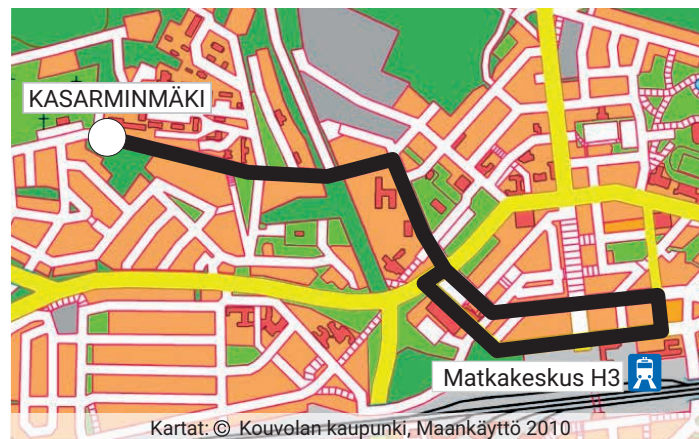 KASARMINMÄKI
Matkakeskus H3
Kartat: © Kouvolan kaupunki, Maankäyttö 2010